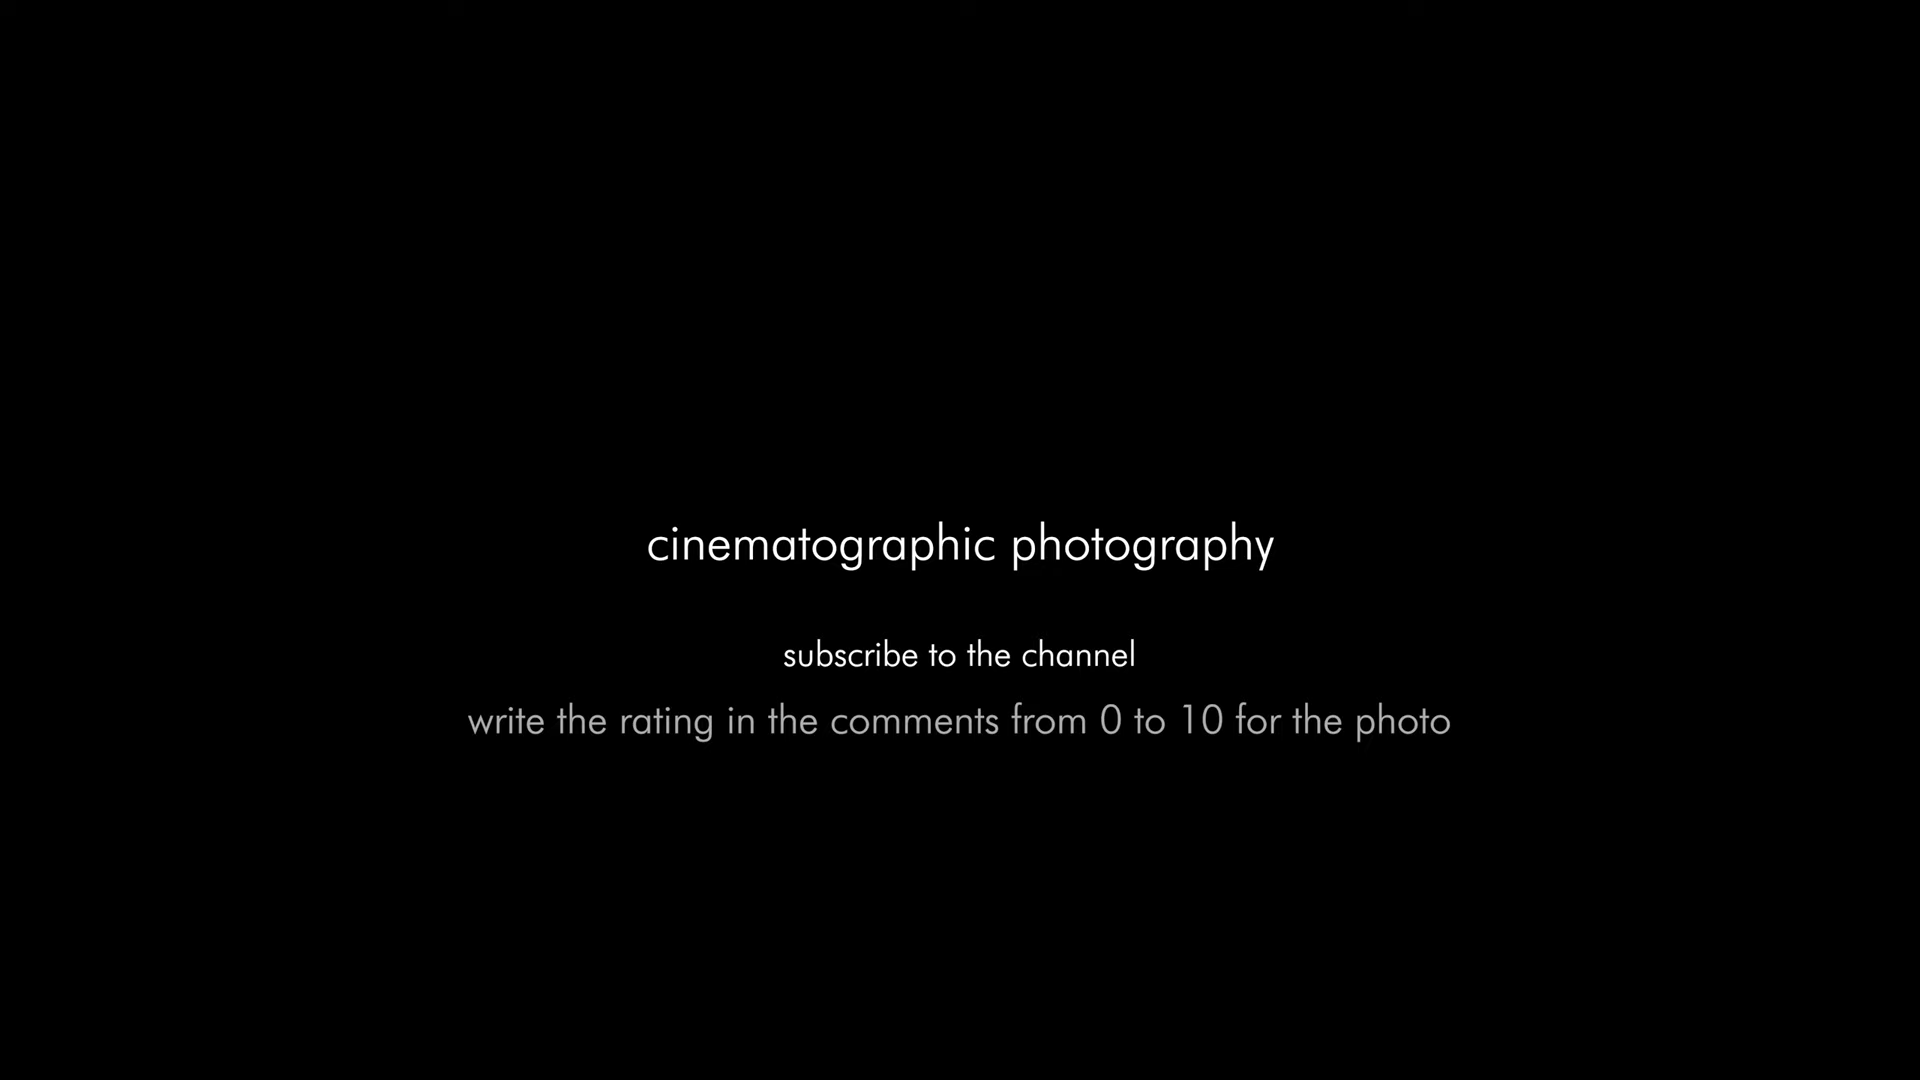 cinematographic photography
subscribe to the channel
write the rating in the comments from 0 to 10 for the photo